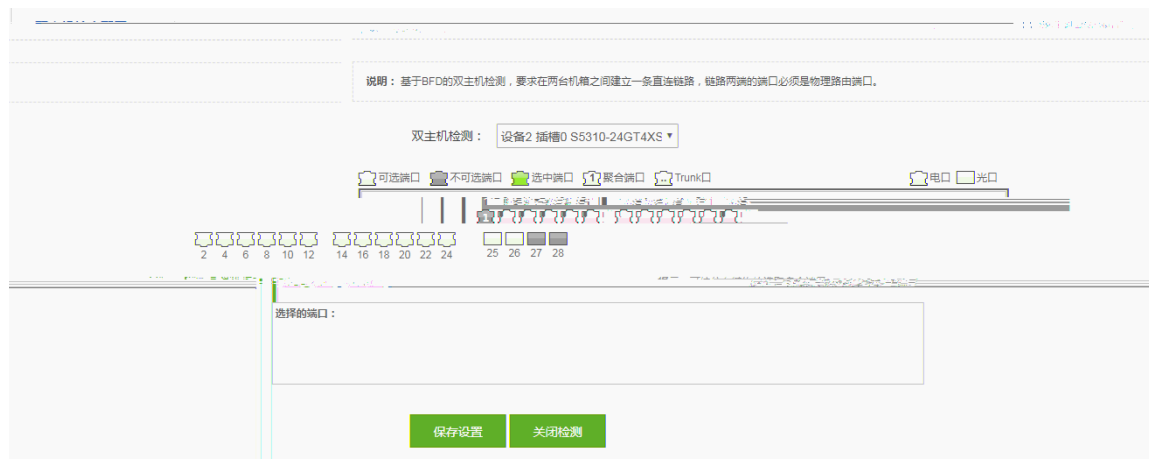 说明：基于BFD的双主机检测，要求在两台机箱之间建立一条直连链路，链路两端的端口必须是物理路由端口。
双主机检测： 设备2 插槽0 S5310-24GT4XS
可选端口 不可选端口 选中端口 1 聚合端口 ... Trunk口 电口 光口
1
2 4 6 8 10 12 14 16 18 20 22 24 25 26 27 28
选择的端口：
保存设置 关闭检测